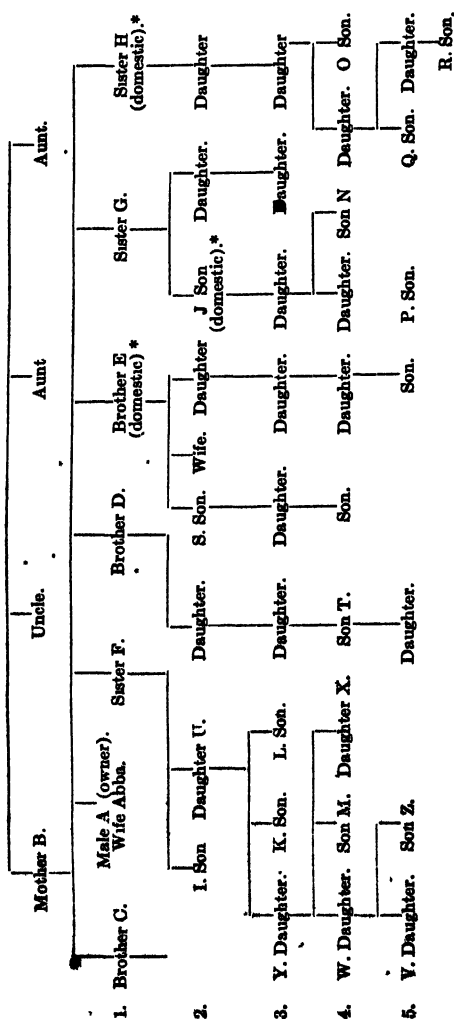 Mother B. Uncle. Aunt Aunt.
1. Brother C. Male A (owner). Sister F. Brother D. Brother E Sister G. Sister H
Wife Abba. (domestic) * (domestic).*
2. I. Son Daughter U. Daughter. S. Son. Wife. Daughter J Son Daughter. Daughter
(domestic).*
3. Y. Daughter. K. Son. L. Son. Daughter. Daughter. Daughter. Daughter. Daughter. Daughter
4. W. Daughter. Son M. Daughter X. Son T. Son. Daughter. Daughter. Son N Daughter. O Son.
5. V. Daughter. Son Z. Daughter. Son. P. Son. Q. Son. Daughter.
R. Son.